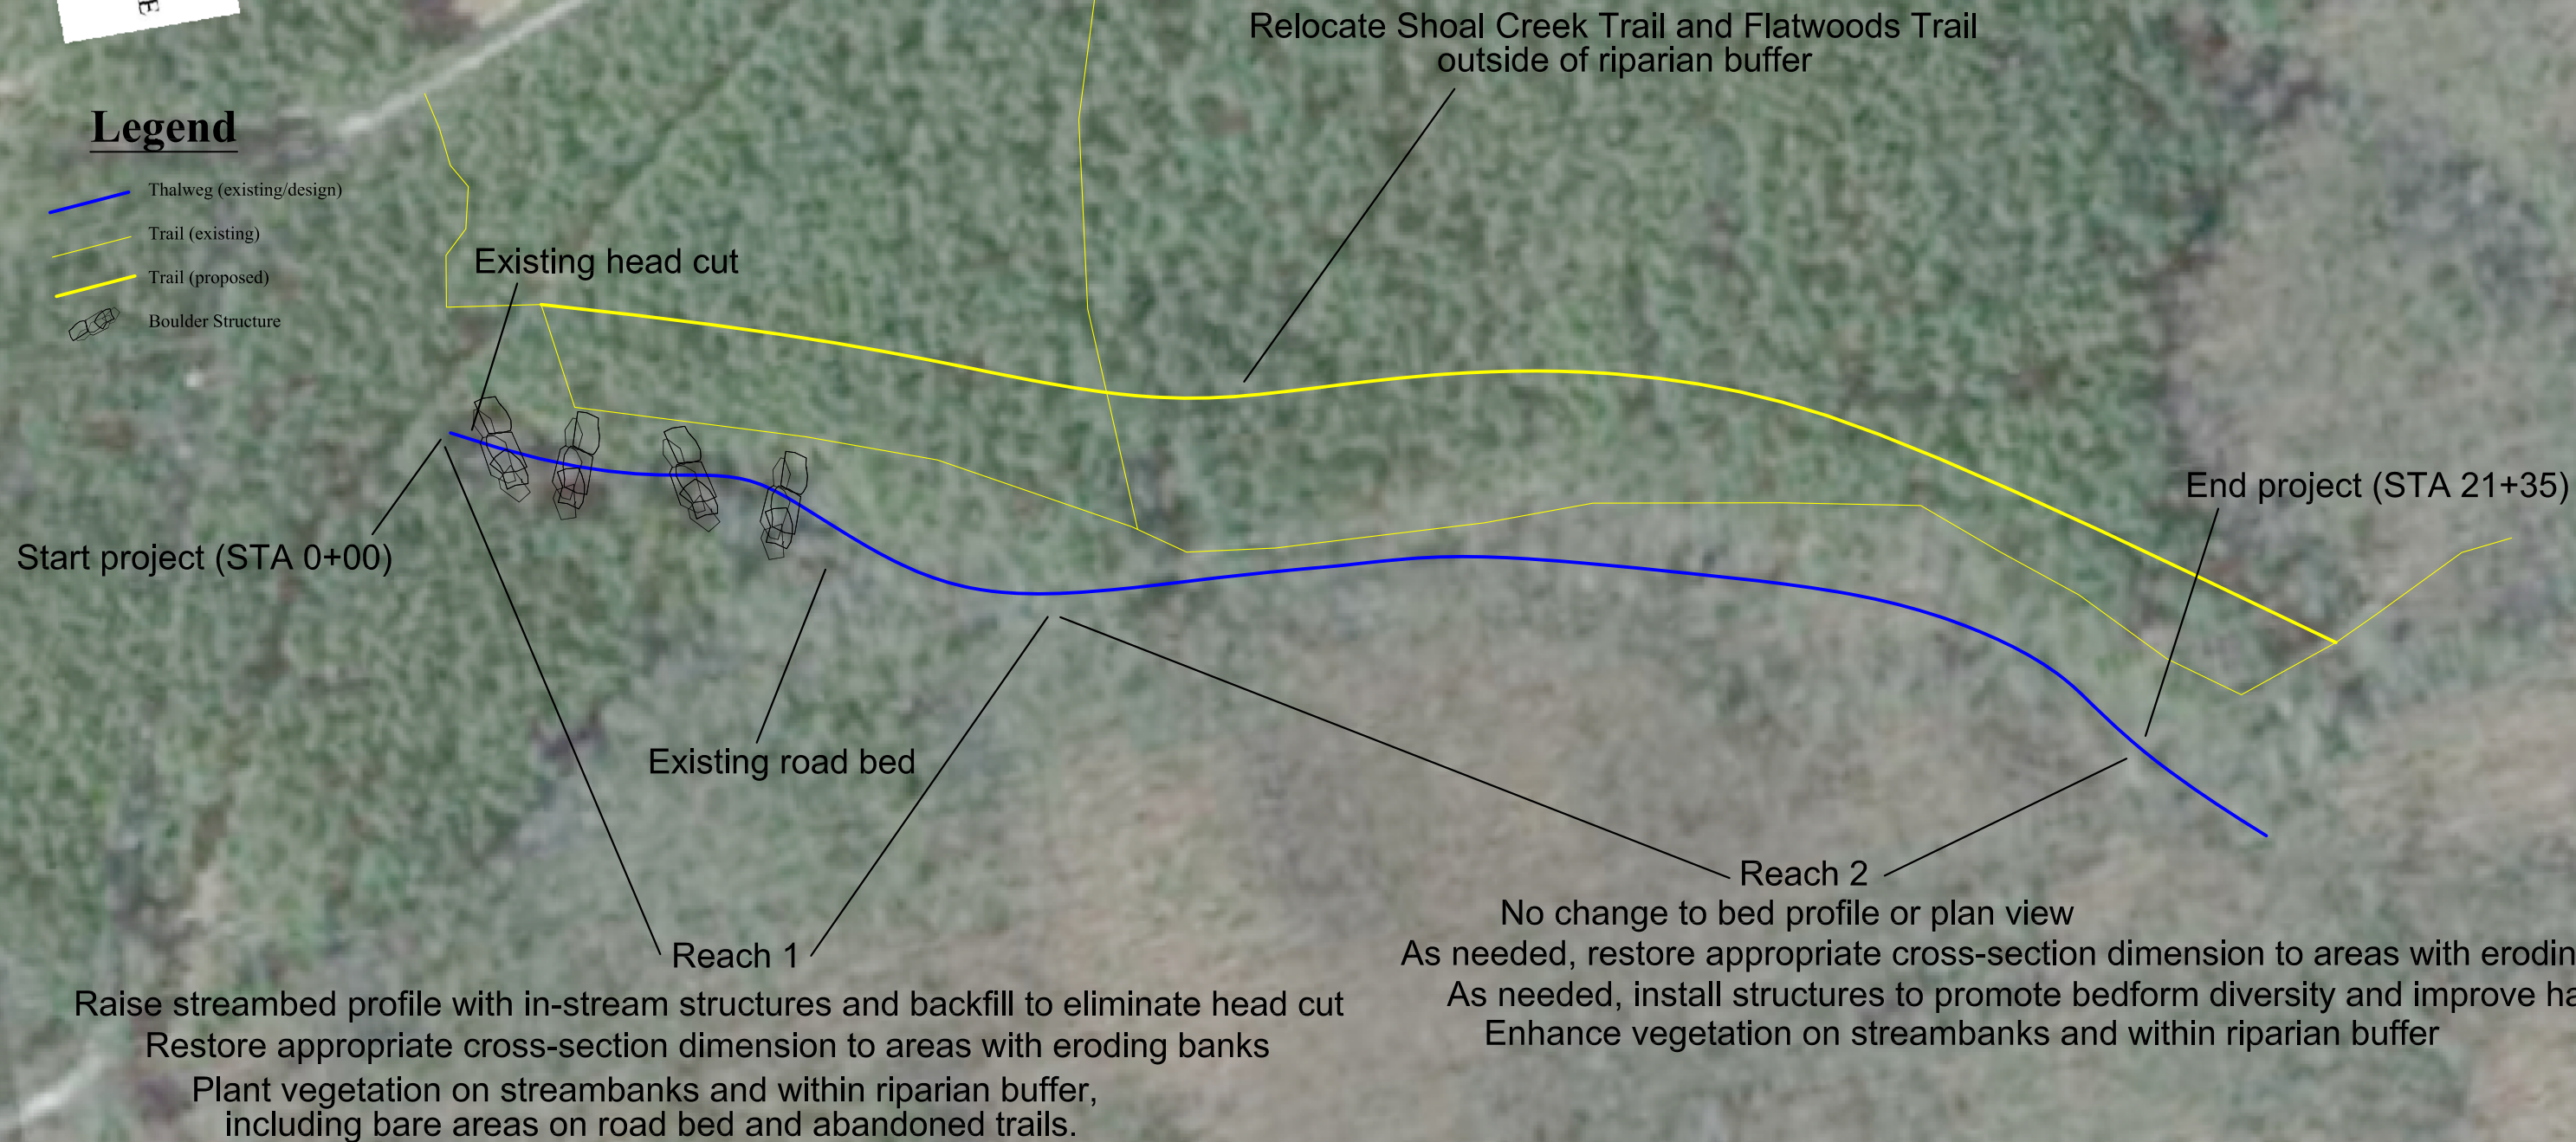 E
Relocate Shoal Creek Trail and Flatwoods Trail
outside of riparian buffer
Legend
Thalweg (existing/design)
Trail (existing)
Trail (proposed)
Boulder Structure
Existing head cut
End project (STA 21+35)
Start project (STA 0+00)
Existing road bed
Reach 1
Raise streambed profile with in-stream structures and backfill to eliminate head cut
Restore appropriate cross-section dimension to areas with eroding banks
Plant vegetation on streambanks and within riparian buffer,
including bare areas on road bed and abandoned trails.
Reach 2
No change to bed profile or plan view
As needed, restore appropriate cross-section dimension to areas with erodin
As needed, install structures to promote bedform diversity and improve ha
Enhance vegetation on streambanks and within riparian buffer